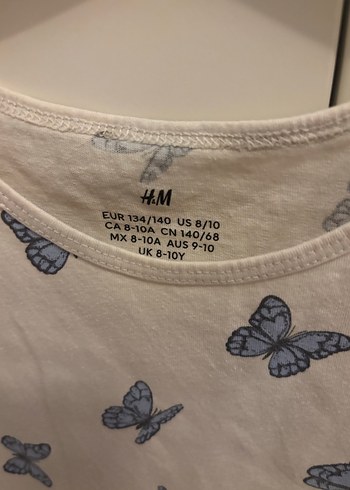 H&M
EUR 134/140 US 8/10
CA 8-10A CN 140/68
MX 8-10A AUS 9-10
UK 8-10Y